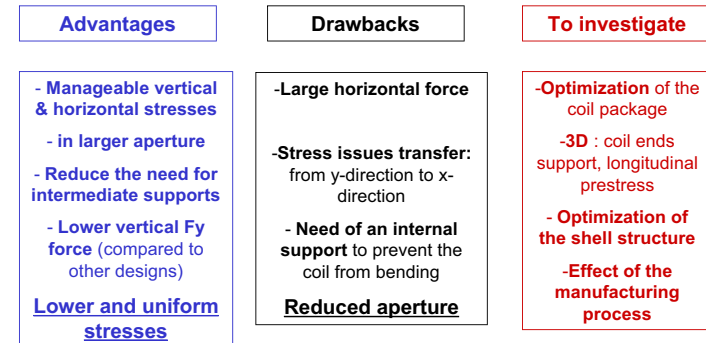 Advantages
- Manageable vertical
& horizontal stresses
- in larger aperture
- Reduce the need for
intermediate supports
- Lower vertical Fy
force (compared to
other designs)
Lower and uniform
stresses
Drawbacks
-Large horizontal force
-Stress issues transfer:
from y-direction to x-
direction
- Need of an internal
support to prevent the
coil from bending
Reduced aperture
To investigate
-Optimization of the
coil package
-3D : coil ends
support, longitudinal
prestress
- Optimization of
the shell structure
-Effect of the
manufacturing
process